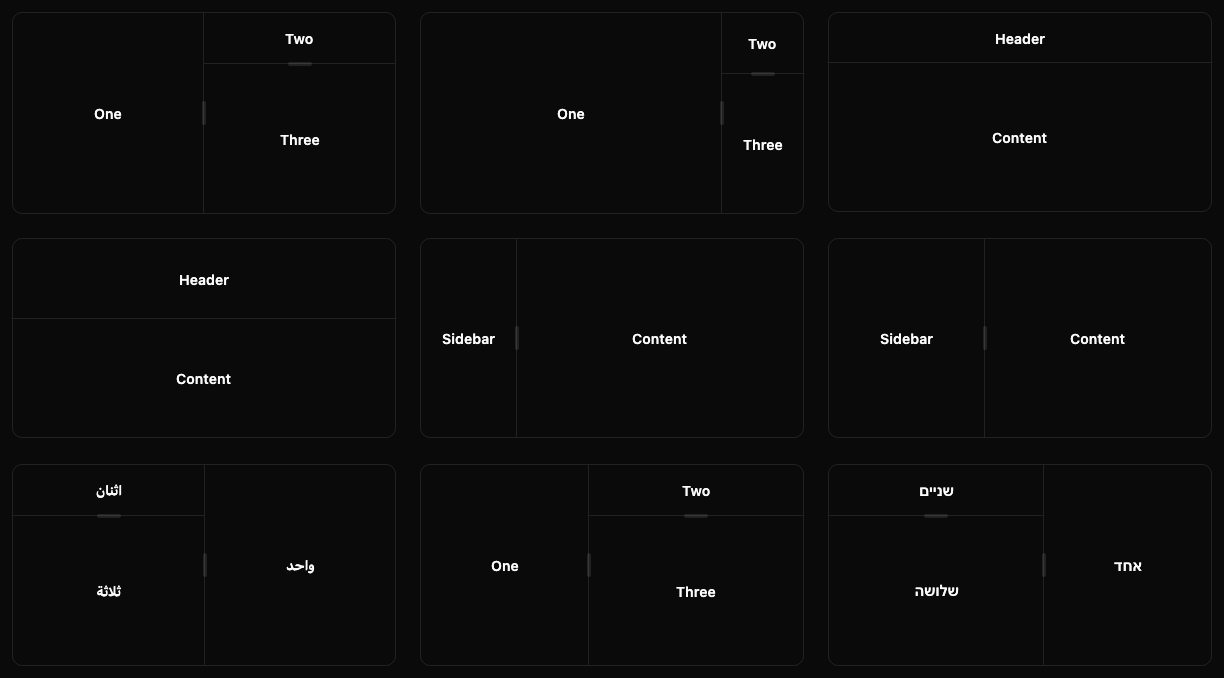 One
Two
Three
One
Two
Three
Header
Content
Header
Content
Sidebar
Content
Sidebar
Content
واحد
اثنان
ثلاثة
One
Two
Three
אחד
שניים
שלושה